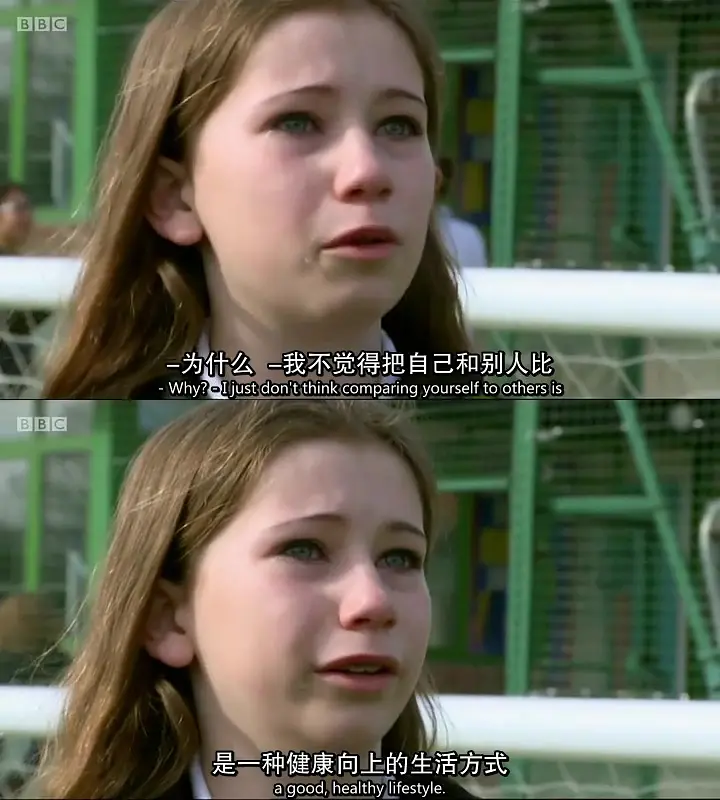 BBC
–为什么 –我不觉得把自己和别人比
- Why? - I just don't think comparing yourself to others is
BBC
是一种健康向上的生活方式
a good, healthy lifestyle.